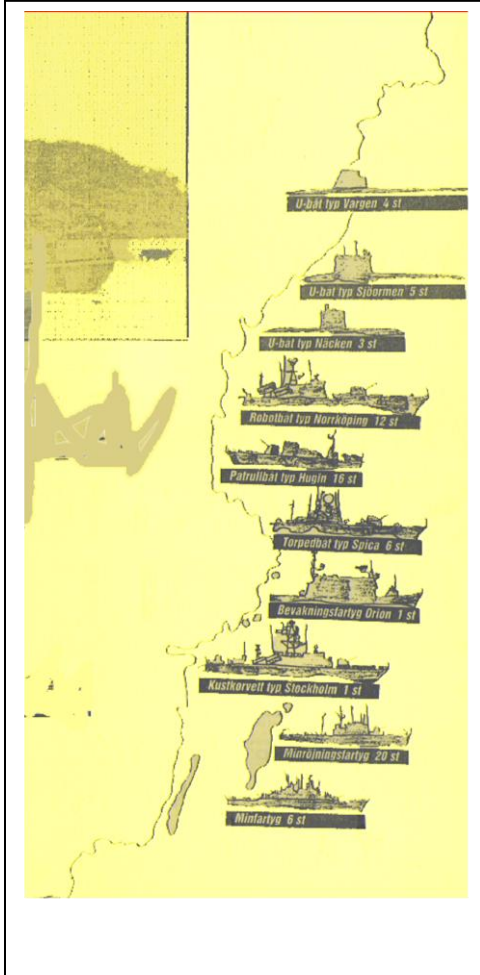 U-båt typ Vargen 4 st
U-båt typ Sjöormen 5 st
U-båt typ Näcken 3 st
Robotbåt typ Norrköping 12 st
Patrullbåt typ Hugin 16 st
Torpedbåt typ Spica 6 st
Bevakningsfartyg Orion 1 st
Kustkorvett typ Stockholm 1 st
Minröjningsfartyg 20 st
Minfartyg 6 st